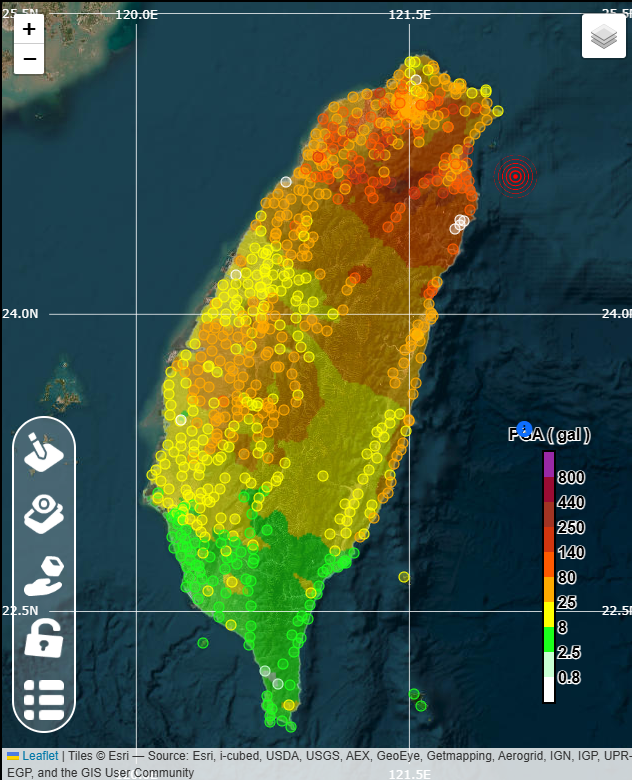 25.5N
120.0E
121.5E
25.5N
+
−
24.0N
24.0N
i
PGA ( gal )
800
440
250
140
80
25
8
2.5
0.8
22.5N
22.5N
Leaflet | Tiles © Esri — Source: Esri, i-cubed, USDA, USGS, AEX, GeoEye, Getmapping, Aerogrid, IGN, IGP, UPR-
EGP, and the GIS User Community
120.0E
121.5E